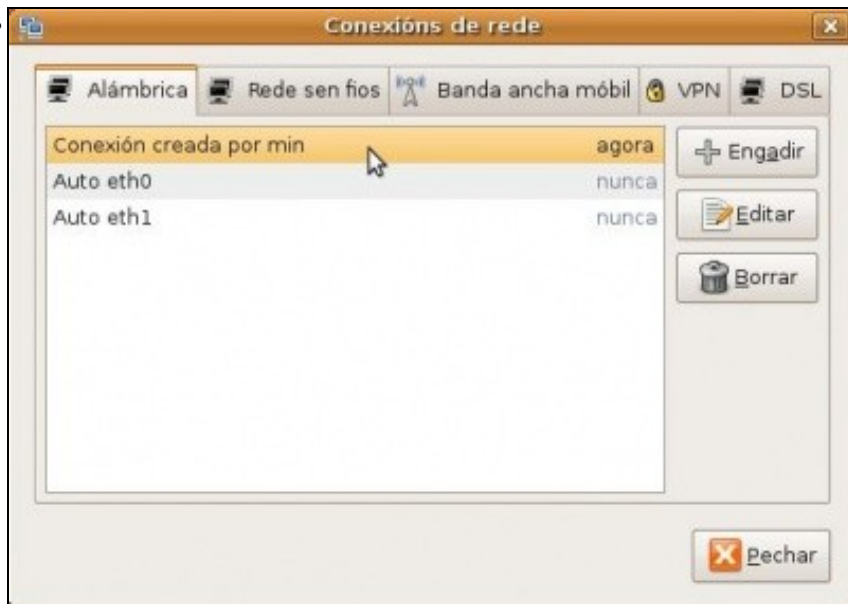 Conexións de rede
Alámbrica Rede sen fíos Banda ancha móbil VPN DSL
Conexión creada por min agora
Auto eth0 nunca
Auto eth1 nunca
Engadir
Editar
Borrar
Pechar